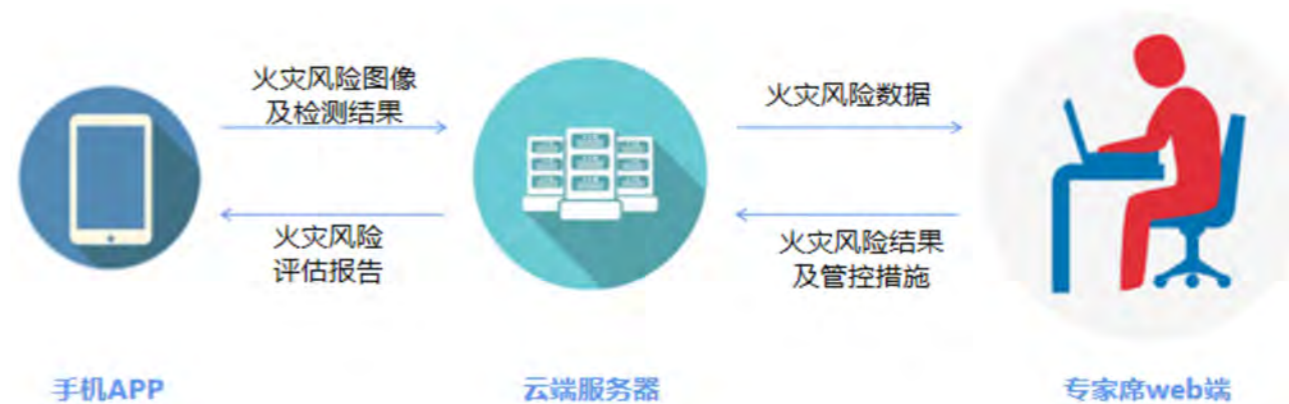 火灾风险图像
及检测结果
火灾风险数据
火灾风险
评估报告
火灾风险结果
及管控措施
手机APP
云端服务器
专家席web端